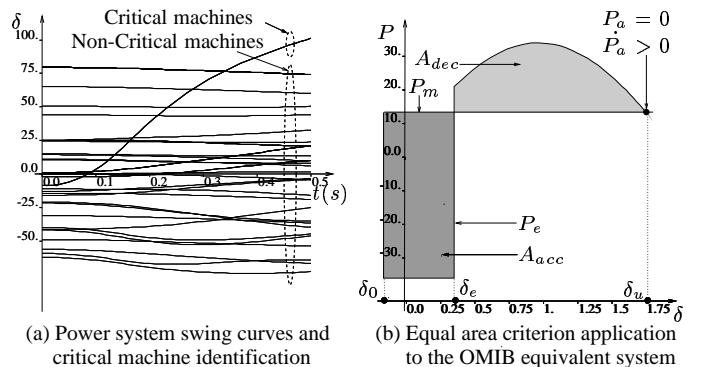 δ
Critical machines
Non-Critical machines
100.
75.
50.
25.
0.0
-25.
-50.
0.0 0.1 0.2 0.3 0.4 0.5
t(s)
(a) Power system swing curves and
critical machine identification
P
P_a = 0
Ṗ_a > 0
A_dec
P_m
30.
20.
10.
0.0
-10.
-20.
-30.
P_e
A_acc
δ_0 δ_e δ_u
0.0 0.25 0.5 0.75 1. 1.25 1.5 1.75 δ
(b) Equal area criterion application
to the OMIB equivalent system